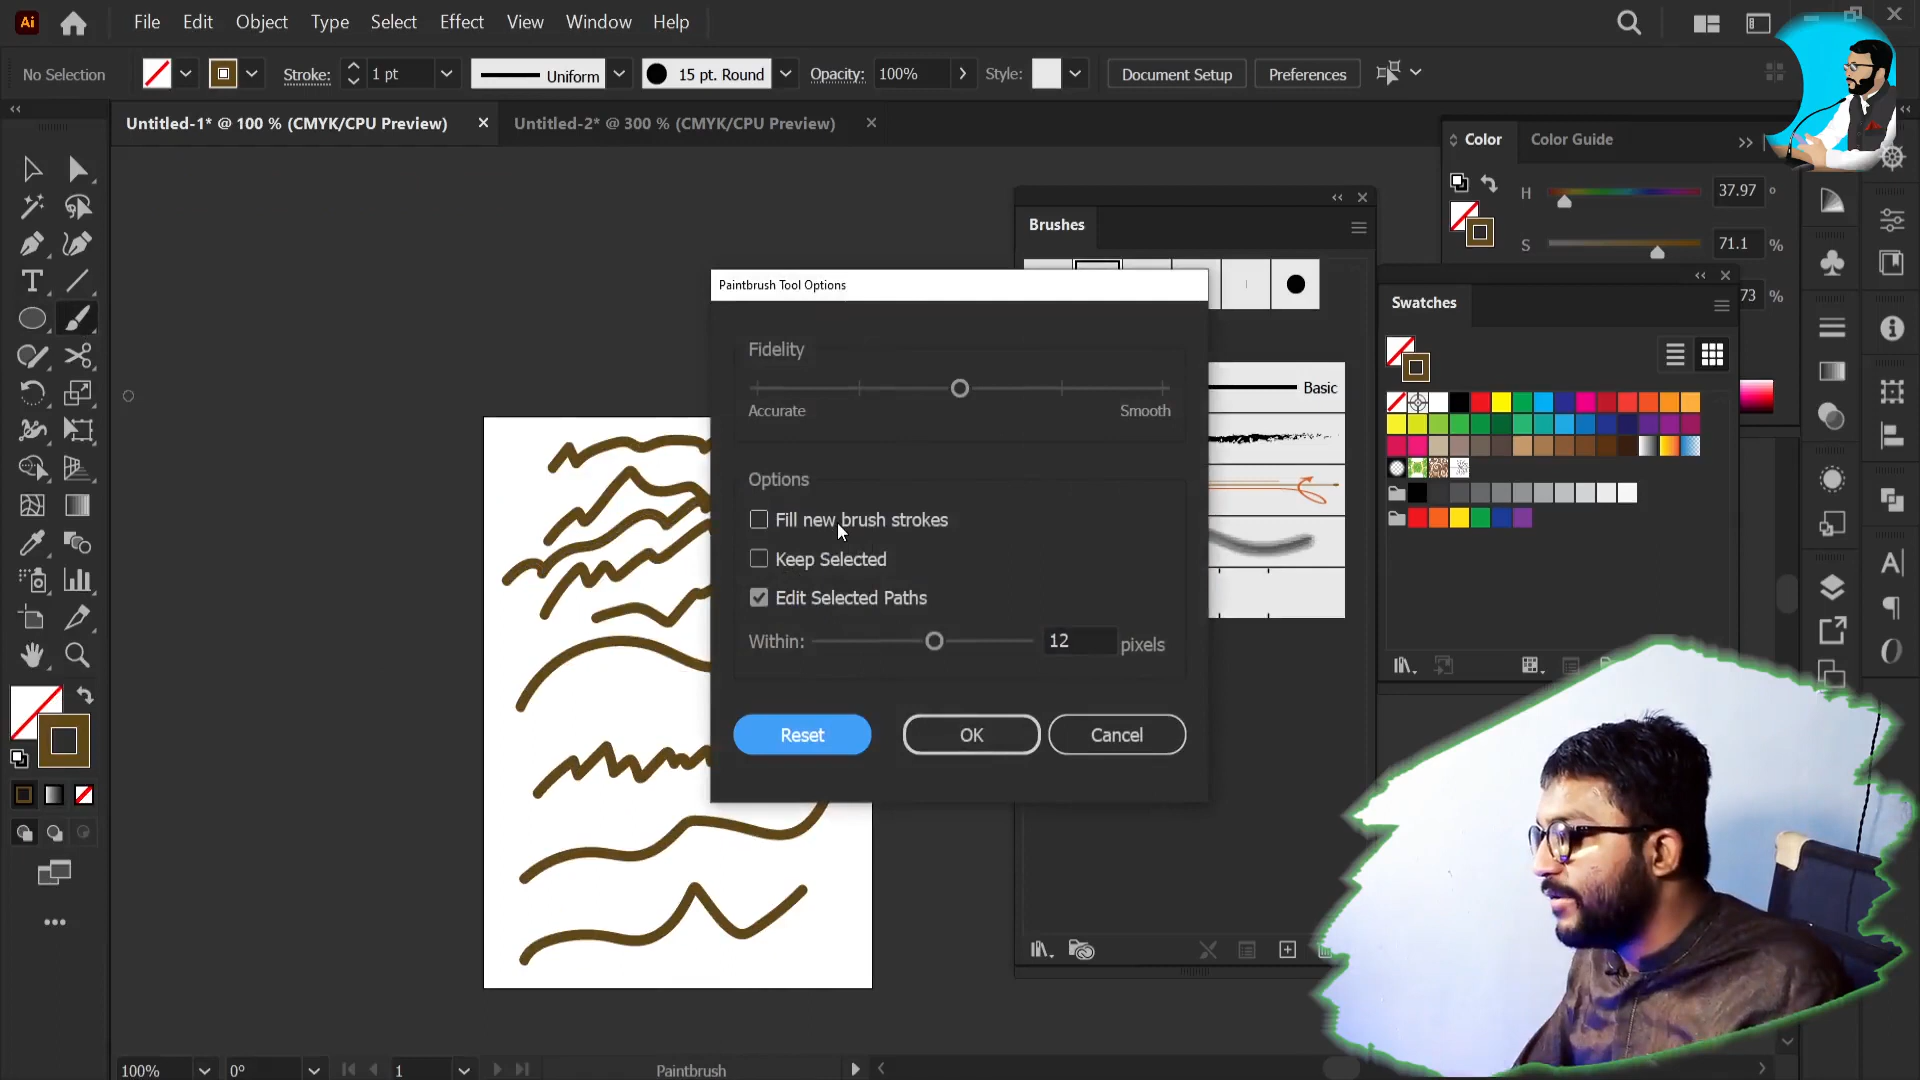 Ai File Edit Object Type Select Effect View Window Help
No Selection Stroke: 1 pt Uniform 15 pt. Round Opacity: 100% Style: Document Setup Preferences
Untitled-1* @ 100 % (CMYK/CPU Preview) Untitled-2* @ 300 % (CMYK/CPU Preview)
Color Color Guide
H 37.97 °
S 71.1 %
73 %
Brushes
Basic
Swatches
Paintbrush Tool Options
Fidelity
Accurate Smooth
Options
Fill new brush strokes
Keep Selected
Edit Selected Paths
Within: 12 pixels
Reset OK Cancel
100% 0° 1 Paintbrush